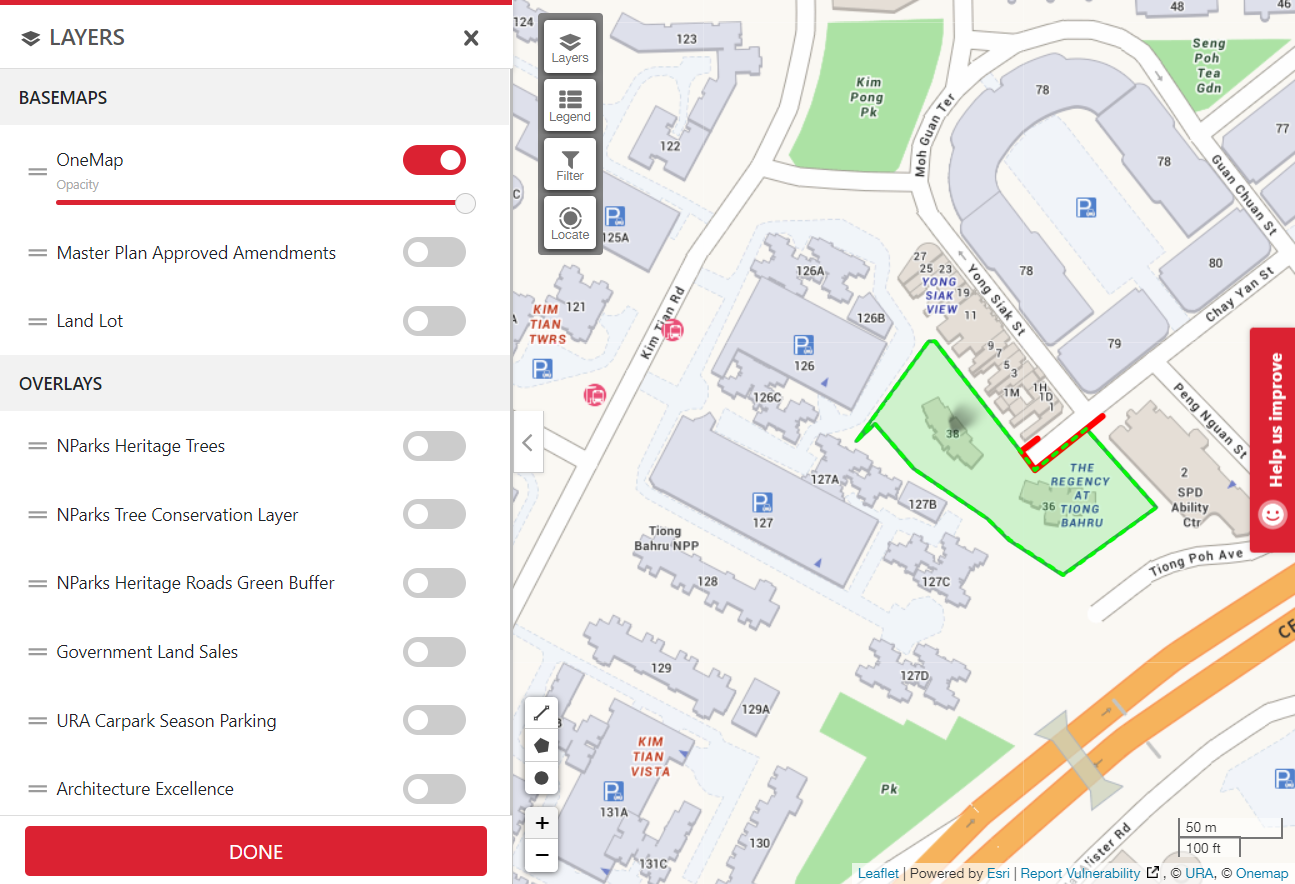 LAYERS
BASEMAPS
OneMap
Opacity
Master Plan Approved Amendments
Land Lot
OVERLAYS
NParks Heritage Trees
NParks Tree Conservation Layer
NParks Heritage Roads Green Buffer
Government Land Sales
URA Carpark Season Parking
Architecture Excellence
DONE
Layers
Legend
Filter
Locate
124
123
122
125A
C
121
KIM
TIAN
TWRS
Kim Tian Rd
Kim
Pong
Pk
Moh Guan Ter
48
46
Seng
Poh
Tea
Gdn
78
78
78
77
Guan Chuan St
80
79
Chay Yan St
Yong Siak St
27
25
23
YONG
SIAK
VIEW
19
11
9
7
5
3
1M
1H
1D
1
126A
126B
126
126C
127A
127B
127
127C
127D
38
36
THE
REGENCY
AT
TIONG
BAHRU
Peng Nguan St
2
SPD
Ability
Ctr
Tiong Poh Ave
Help us improve
Tiong
Bahru NPP
128
129
129A
KIM
TIAN
VISTA
131A
131C
130
Pk
+
−
50 m
100 ft
Leaflet | Powered by Esri | Report Vulnerability , © URA, © Onemap